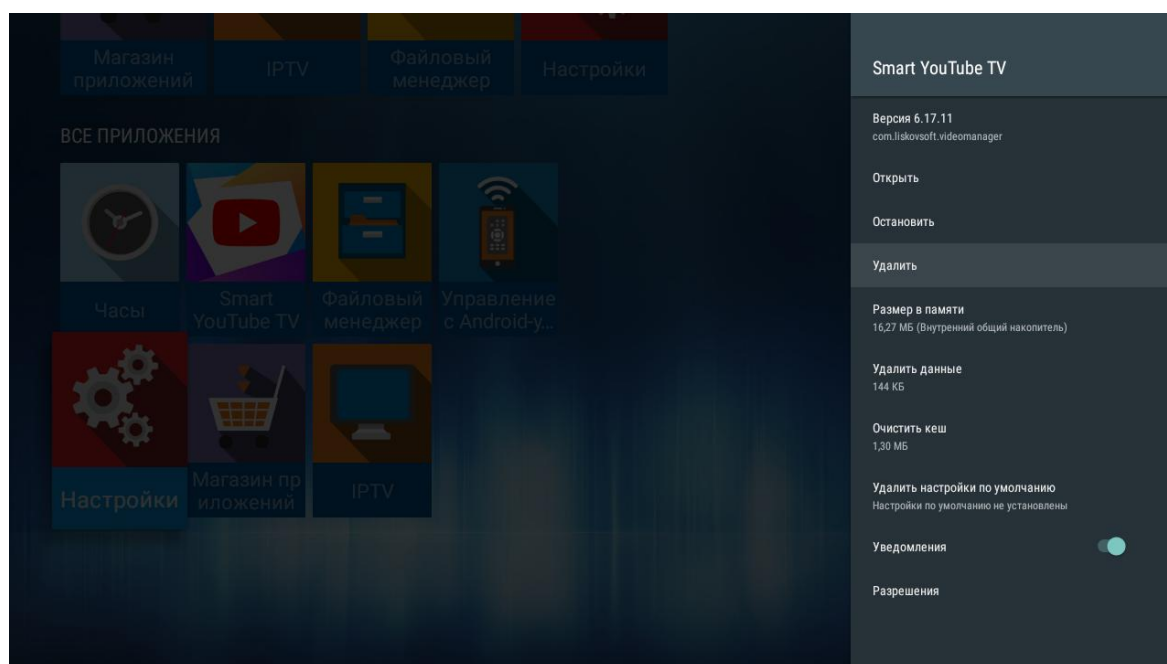 Магазин
приложений
IPTV
Файловый
менеджер
Настройки
ВСЕ ПРИЛОЖЕНИЯ
Часы
Smart
YouTube TV
Файловый
менеджер
Управление
с Android-у...
Настройки
Магазин пр
иложений
IPTV
Smart YouTube TV
Версия 6.17.11
com.liskovsoft.videomanager
Открыть
Остановить
Удалить
Размер в памяти
16,27 МБ (Внутренний общий накопитель)
Удалить данные
144 КБ
Очистить кеш
1,30 МБ
Удалить настройки по умолчанию
Настройки по умолчанию не установлены
Уведомления
Разрешения